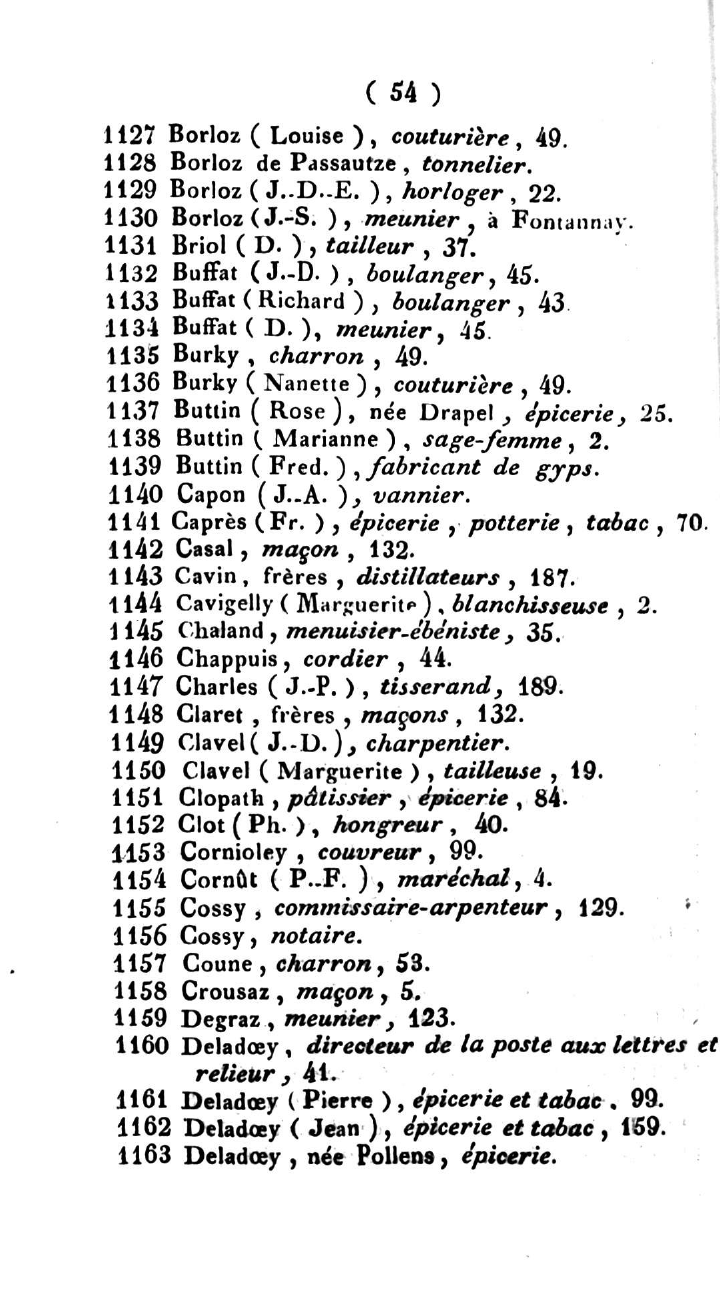 ( 54 )
1127 Borloz ( Louise ), couturière, 49.
1128 Borloz de Passautze, tonnelier.
1129 Borloz ( J.-D.-E. ), horloger, 22.
1130 Borloz (J.-S. ), meunier, à Fontannay.
1131 Briol ( D. ), tailleur, 37.
1132 Buffat ( J.-D. ), boulanger, 45.
1133 Buffat ( Richard ), boulanger, 43.
1134 Buffat ( D. ), meunier, 45.
1135 Burky, charron, 49.
1136 Burky ( Nanette ), couturière, 49.
1137 Buttin ( Rose ), née Drapel, épicerie, 25.
1138 Buttin ( Marianne ), sage-femme, 2.
1139 Buttin ( Fred. ), fabricant de gyps.
1140 Capon ( J.-A. ), vannier.
1141 Caprès ( Fr. ), épicerie, potterie, tabac, 70.
1142 Casal, maçon, 132.
1143 Cavin, frères, distillateurs, 187.
1144 Cavigelly ( Marguerite ), blanchisseuse, 2.
1145 Chaland, menuisier-ébéniste, 35.
1146 Chappuis, cordier, 44.
1147 Charles ( J.-P. ), tisserand, 189.
1148 Claret, frères, maçons, 132.
1149 Clavel ( J.-D. ), charpentier.
1150 Clavel ( Marguerite ), tailleuse, 19.
1151 Clopath, pâtissier, épicerie, 84.
1152 Clot ( Ph. ), hongreur, 40.
1153 Cornioley, couvreur, 99.
1154 Cornût ( P.-F. ), maréchal, 4.
1155 Cossy, commissaire-arpenteur, 129.
1156 Cossy, notaire.
1157 Coune, charron, 53.
1158 Crousaz, maçon, 5.
1159 Degraz, meunier, 123.
1160 Deladœy, directeur de la poste aux lettres et
relieur, 41.
1161 Deladœy ( Pierre ), épicerie et tabac. 99.
1162 Deladœy ( Jean ), épicerie et tabac, 159.
1163 Deladœy, née Pollens, épicerie.